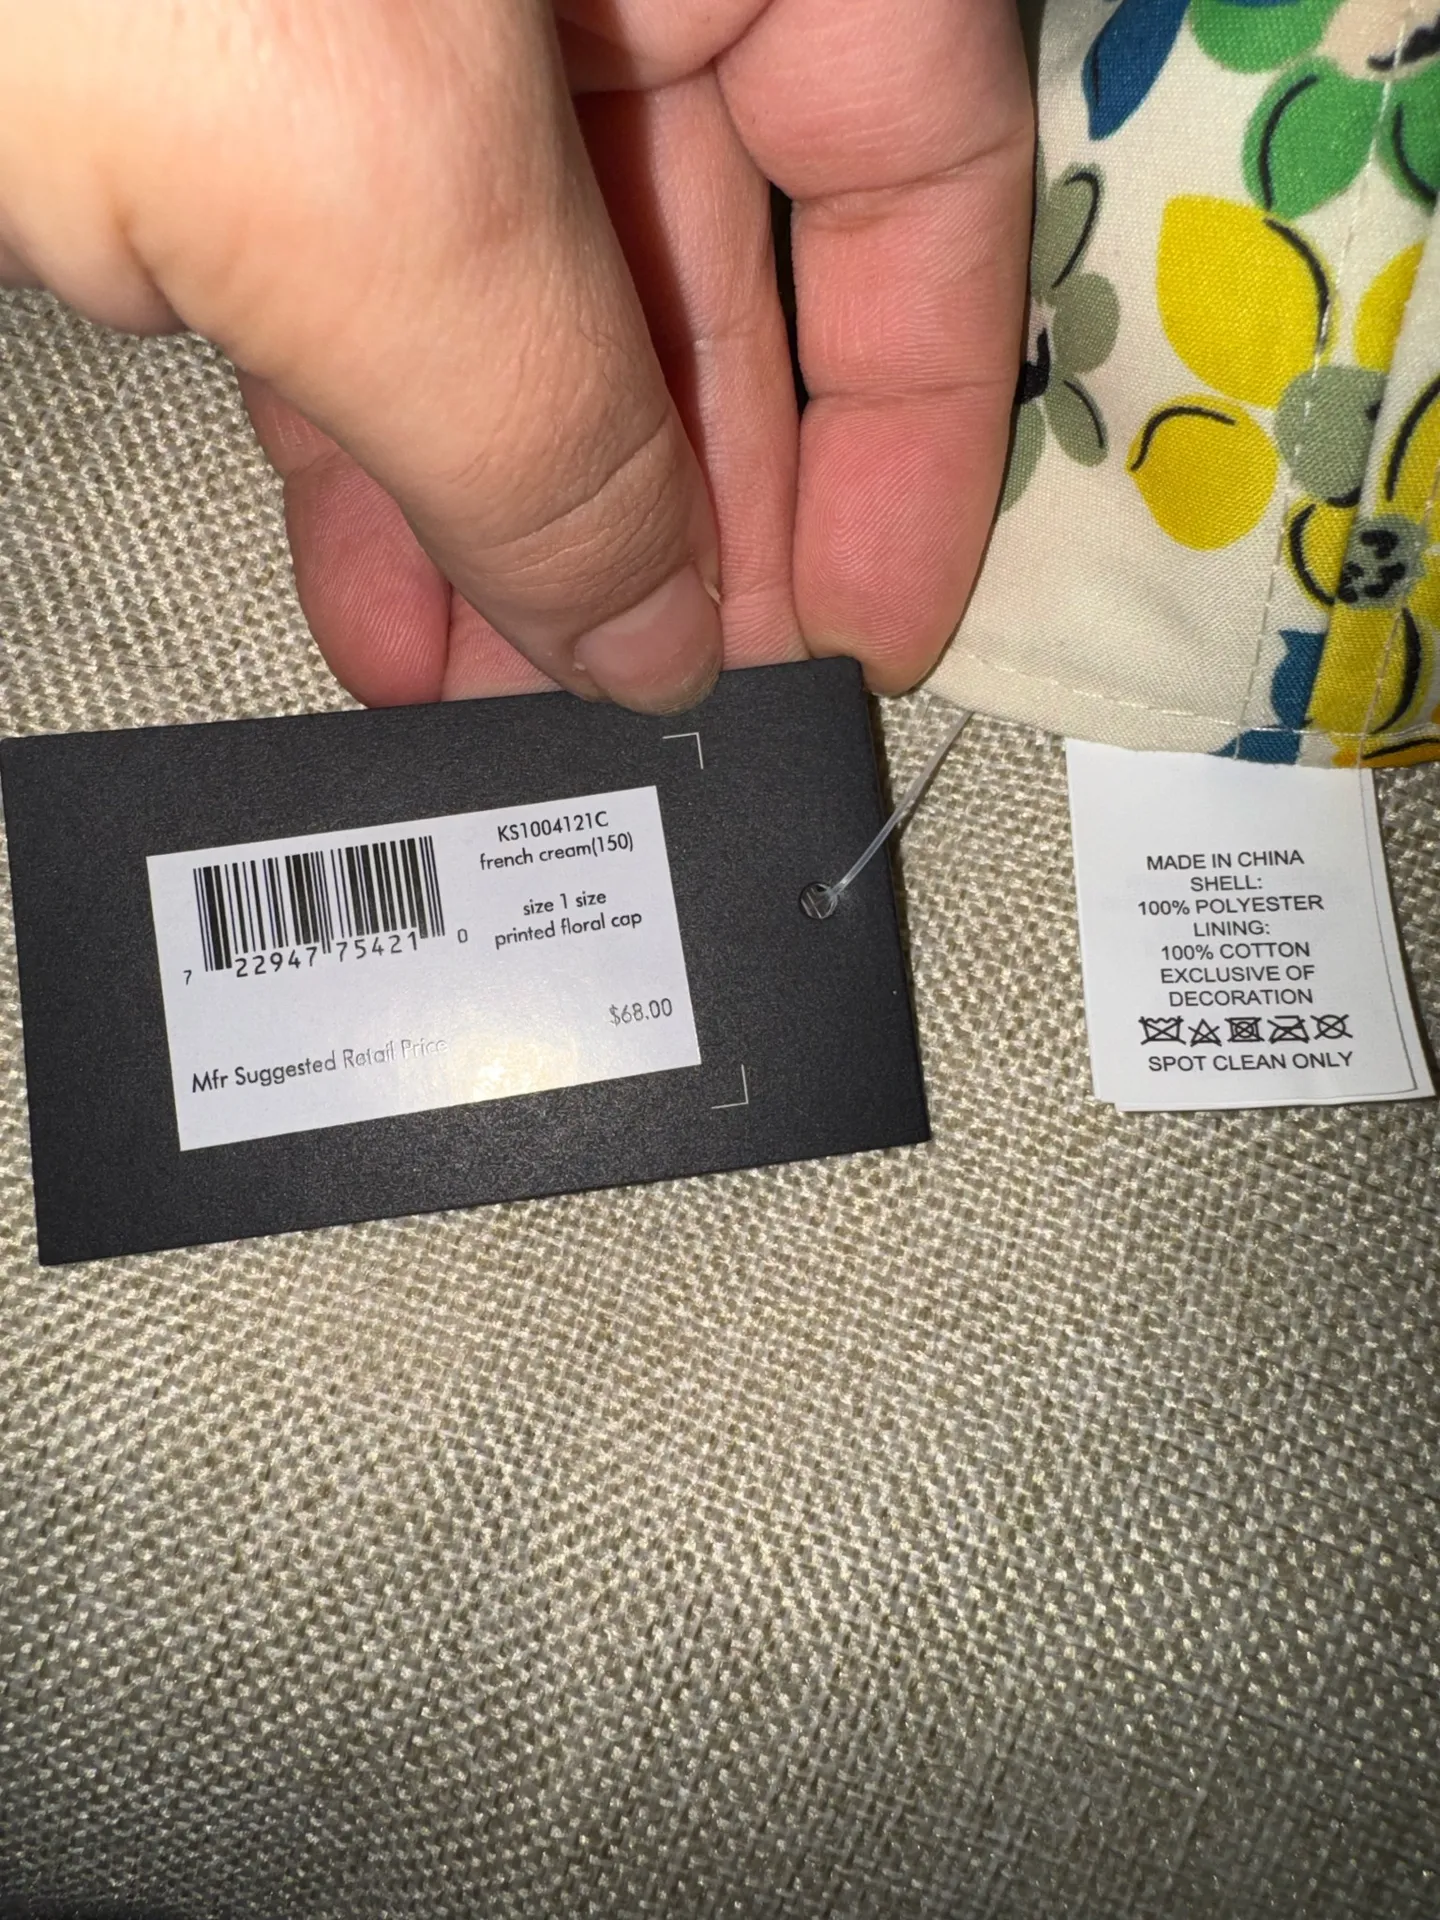 KS1004121C
french cream(150)
size 1 size
printed floral cap
7 22947 75421 0
$68.00
Mfr Suggested Retail Price
MADE IN CHINA
SHELL:
100% POLYESTER
LINING:
100% COTTON
EXCLUSIVE OF
DECORATION
SPOT CLEAN ONLY